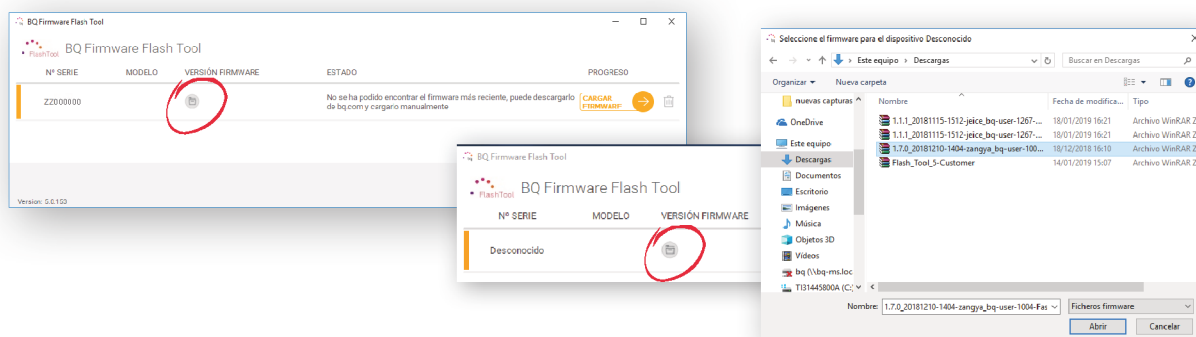 BQ Firmware Flash Tool
FlashTool BQ Firmware Flash Tool
Nº SERIE MODELO VERSIÓN FIRMWARE ESTADO PROGRESO
ZZ000000
No se ha podido encontrar el firmware más reciente, puede descargarlo
de bq.com y cargarlo manualmente
CARGAR
FIRMWARE
Version: 5.0.153
BQ Firmware Flash Tool
FlashTool BQ Firmware Flash Tool
Nº SERIE MODELO VERSIÓN FIRMWARE
Desconocido
Seleccione el firmware para el dispositivo Desconocido
Este equipo > Descargas
Buscar en Descargas
Organizar Nueva carpeta
nuevas capturas
OneDrive
Este equipo
Descargas
Documentos
Escritorio
Imágenes
Música
Objetos 3D
Vídeos
bq (\\bq-ms.loc
TI31445800A (C:)
Nombre Fecha de modifica... Tipo
1.1.1_20181115-1512-jeice_bq-user-1267-... 18/01/2019 16:21 Archivo WinRAR Z
1.1.1_20181115-1512-jeice_bq-user-1267-... 18/01/2019 16:21 Archivo WinRAR Z
1.7.0_20181210-1404-zangya_bq-user-100... 18/12/2018 16:10 Archivo WinRAR Z
Flash_Tool_5-Customer 14/01/2019 15:07 Archivo WinRAR Z
Nombre: 1.7.0_20181210-1404-zangya_bq-user-1004-Fas
Ficheros firmware
Abrir Cancelar